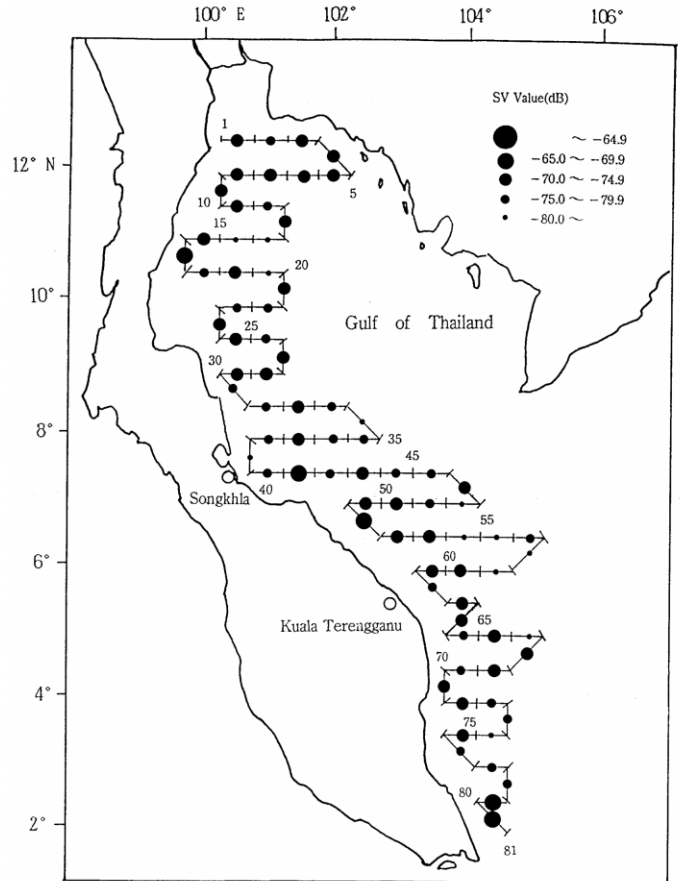 100° E 102° 104° 106°
SV Value(dB)
~ -64.9
-65.0 ~ -69.9
-70.0 ~ -74.9
-75.0 ~ -79.9
-80.0 ~
1
12° N
5
10
15
20
10°
25
Gulf of Thailand
30
8°
35
45
40
50
Songkhla
55
6°
60
65
Kuala Terengganu
70
4°
75
80
2°
81